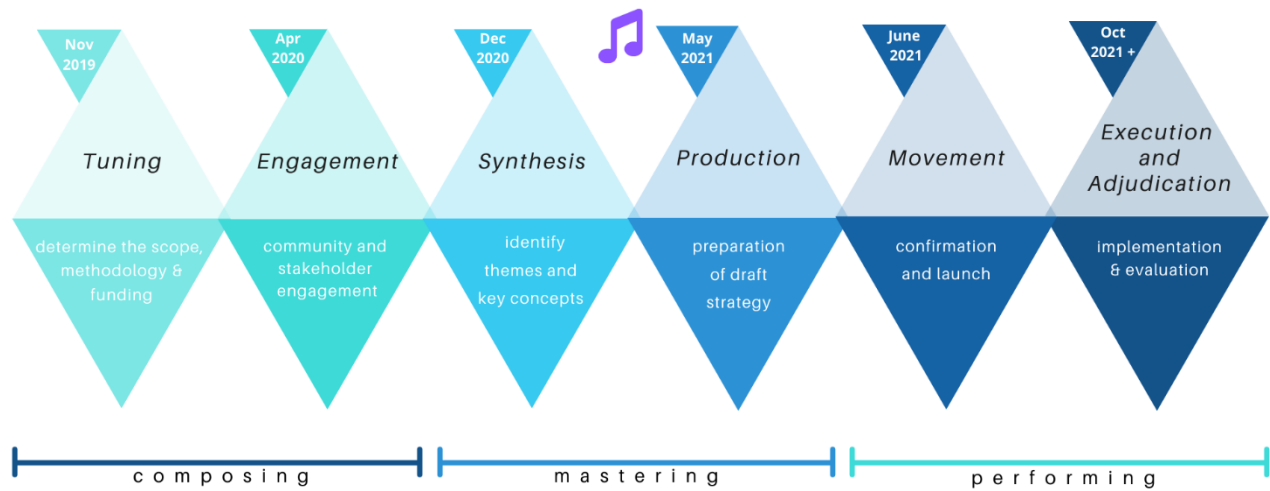 Nov
2019
Apr
2020
Dec
2020
May
2021
June
2021
Oct
2021 +
Tuning
Engagement
Synthesis
Production
Movement
Execution
and
Adjudication
determine the scope,
methodology &
funding
community and
stakeholder
engagement
identify
themes and
key concepts
preparation
of draft
strategy
confirmation
and launch
implementation
& evaluation
composing
mastering
performing